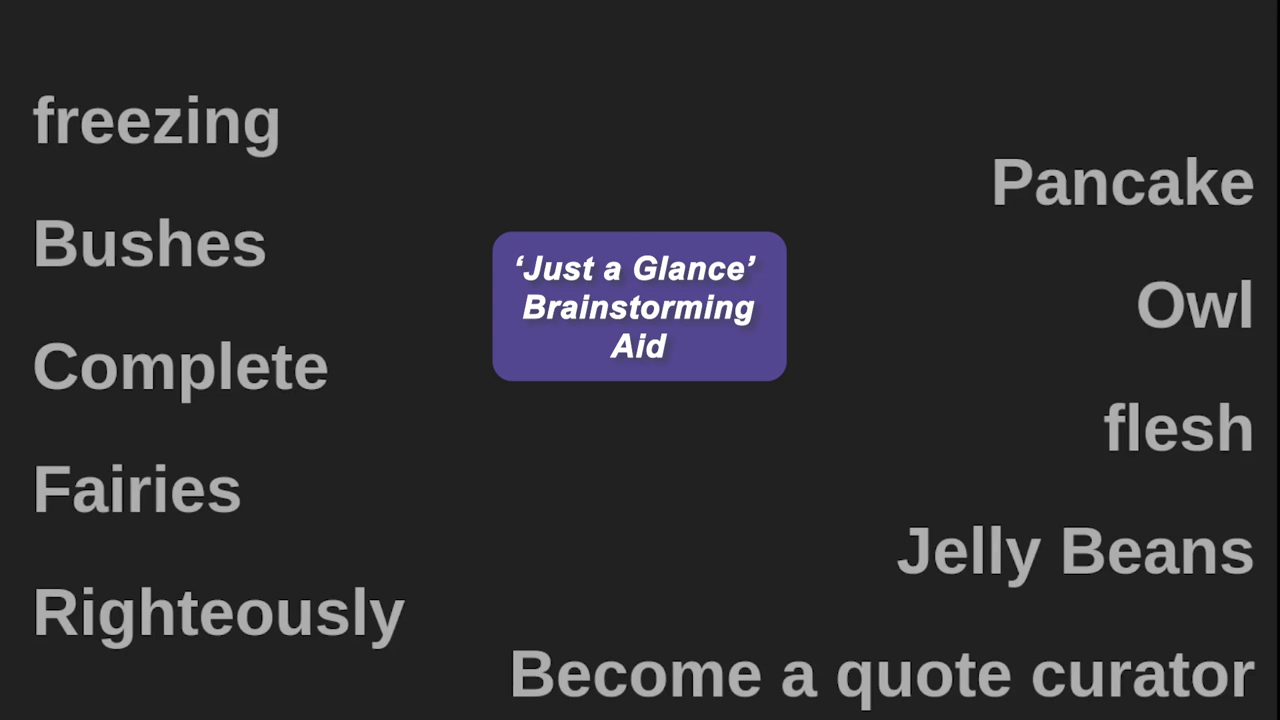 freezing
Bushes
Complete
Fairies
Righteously
‘Just a Glance’
Brainstorming
Aid
Pancake
Owl
flesh
Jelly Beans
Become a quote curator